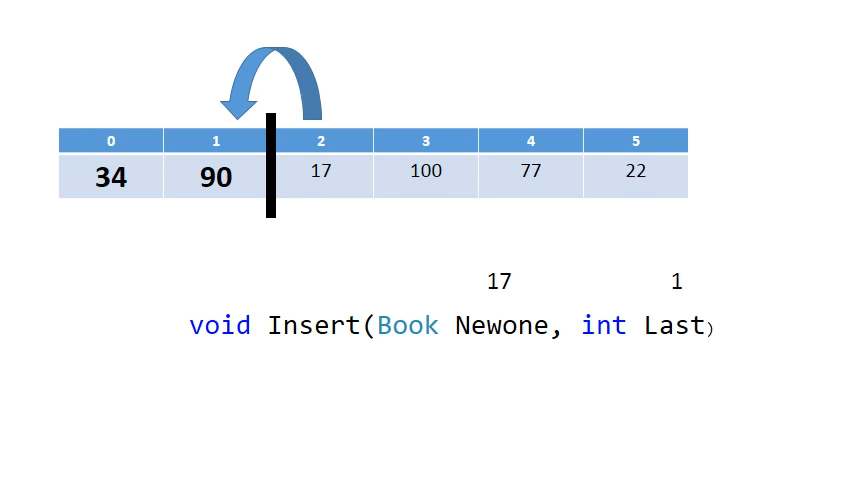 0 1 2 3 4 5
34 90 17 100 77 22
17 1
void Insert(Book Newone, int Last)